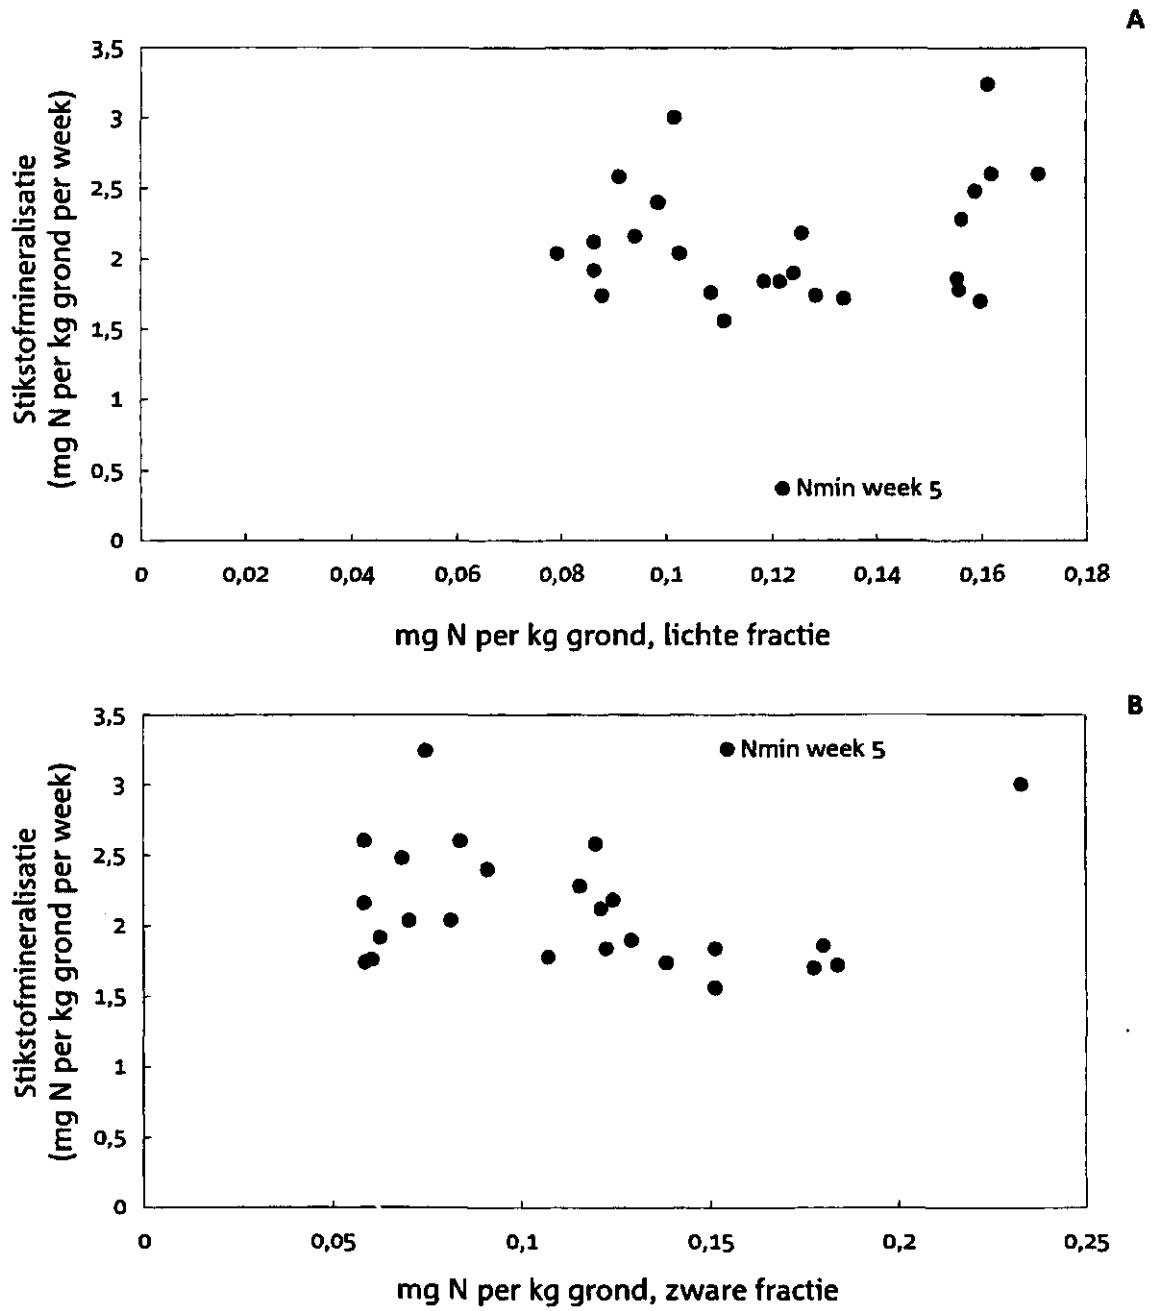 A
3,5
3
2,5
2
1,5
1
0,5
0
Stikstofmineralisatie
(mg N per kg grond per week)
Nmin week 5
0 0,02 0,04 0,06 0,08 0,1 0,12 0,14 0,16 0,18
mg N per kg grond, lichte fractie
B
3,5
3
2,5
2
1,5
1
0,5
0
Stikstofmineralisatie
(mg N per kg grond per week)
Nmin week 5
0 0,05 0,1 0,15 0,2 0,25
mg N per kg grond, zware fractie